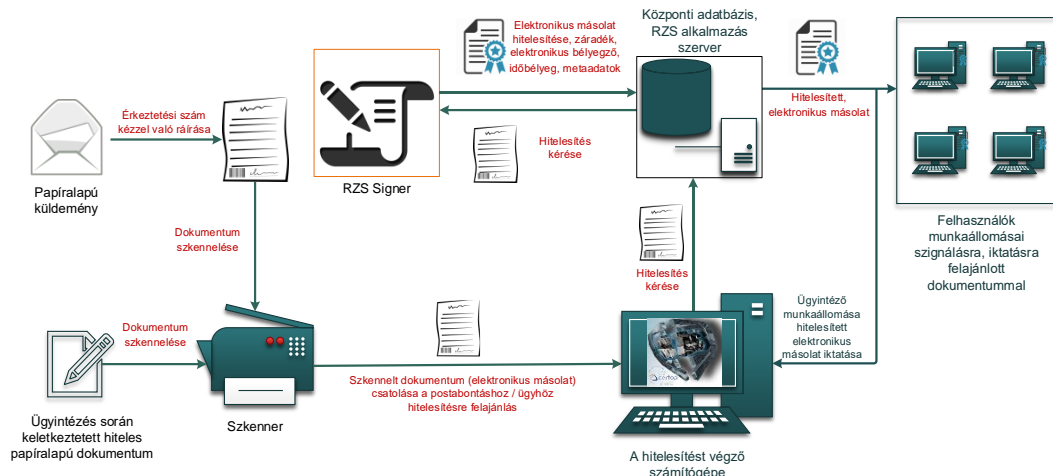 Elektronikus másolat
hitelesítése, záradék,
elektronikus bélyegző,
időbélyeg, metaadatok
Központi adatbázis,
RZS alkalmazás
szerver
Érkeztetési szám
kézzel való ráírása
Papíralapú
küldemény
RZS Signer
Hitelesítés
kérése
Hitelesített,
elektronikus másolat
Felhasználók
munkaállomásai
szignálásra, iktatásra
felajánlott
dokumentummal
Dokumentum
szkennelése
Hitelesítés
kérése
Dokumentum
szkennelése
Ügyintézés során
keletkeztetett hiteles
papíralapú dokumentum
Szkenner
Szkennelt dokumentum (elektronikus másolat)
csatolása a postabontáshoz / ügyhöz
hitelesítésre felajánlás
Ügyintéző
munkaállomása
hitelesített
elektronikus
másolat iktatása
A hitelesítést végző
számítógépe